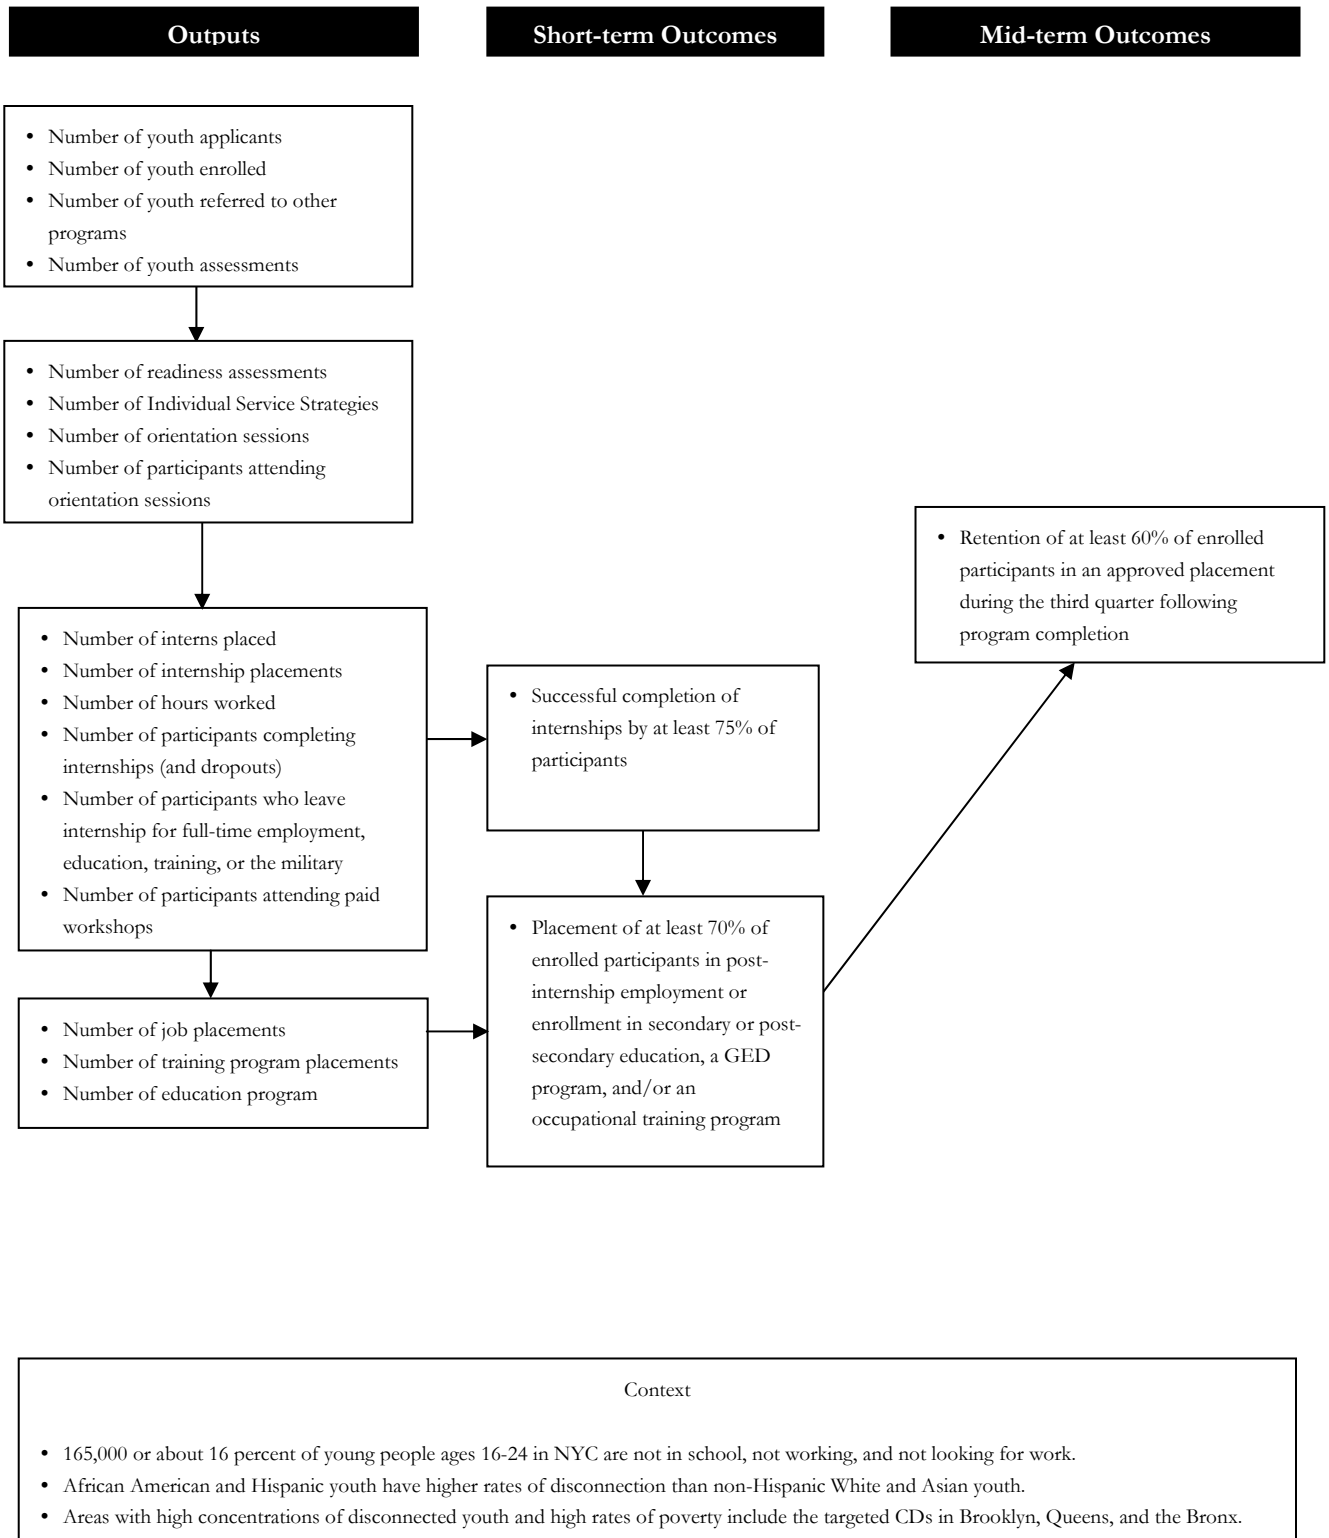 Outputs
Short-term Outcomes
Mid-term Outcomes
• Number of youth applicants
• Number of youth enrolled
• Number of youth referred to other
programs
• Number of youth assessments
• Number of readiness assessments
• Number of Individual Service Strategies
• Number of orientation sessions
• Number of participants attending
orientation sessions
• Number of interns placed
• Number of internship placements
• Number of hours worked
• Number of participants completing
internships (and dropouts)
• Number of participants who leave
internship for full-time employment,
education, training, or the military
• Number of participants attending paid
workshops
• Number of job placements
• Number of training program placements
• Number of education program
• Successful completion of
internships by at least 75% of
participants
• Placement of at least 70% of
enrolled participants in post-
internship employment or
enrollment in secondary or post-
secondary education, a GED
program, and/or an
occupational training program
• Retention of at least 60% of enrolled
participants in an approved placement
during the third quarter following
program completion
Context
• 165,000 or about 16 percent of young people ages 16-24 in NYC are not in school, not working, and not looking for work.
• African American and Hispanic youth have higher rates of disconnection than non-Hispanic White and Asian youth.
• Areas with high concentrations of disconnected youth and high rates of poverty include the targeted CDs in Brooklyn, Queens, and the Bronx.